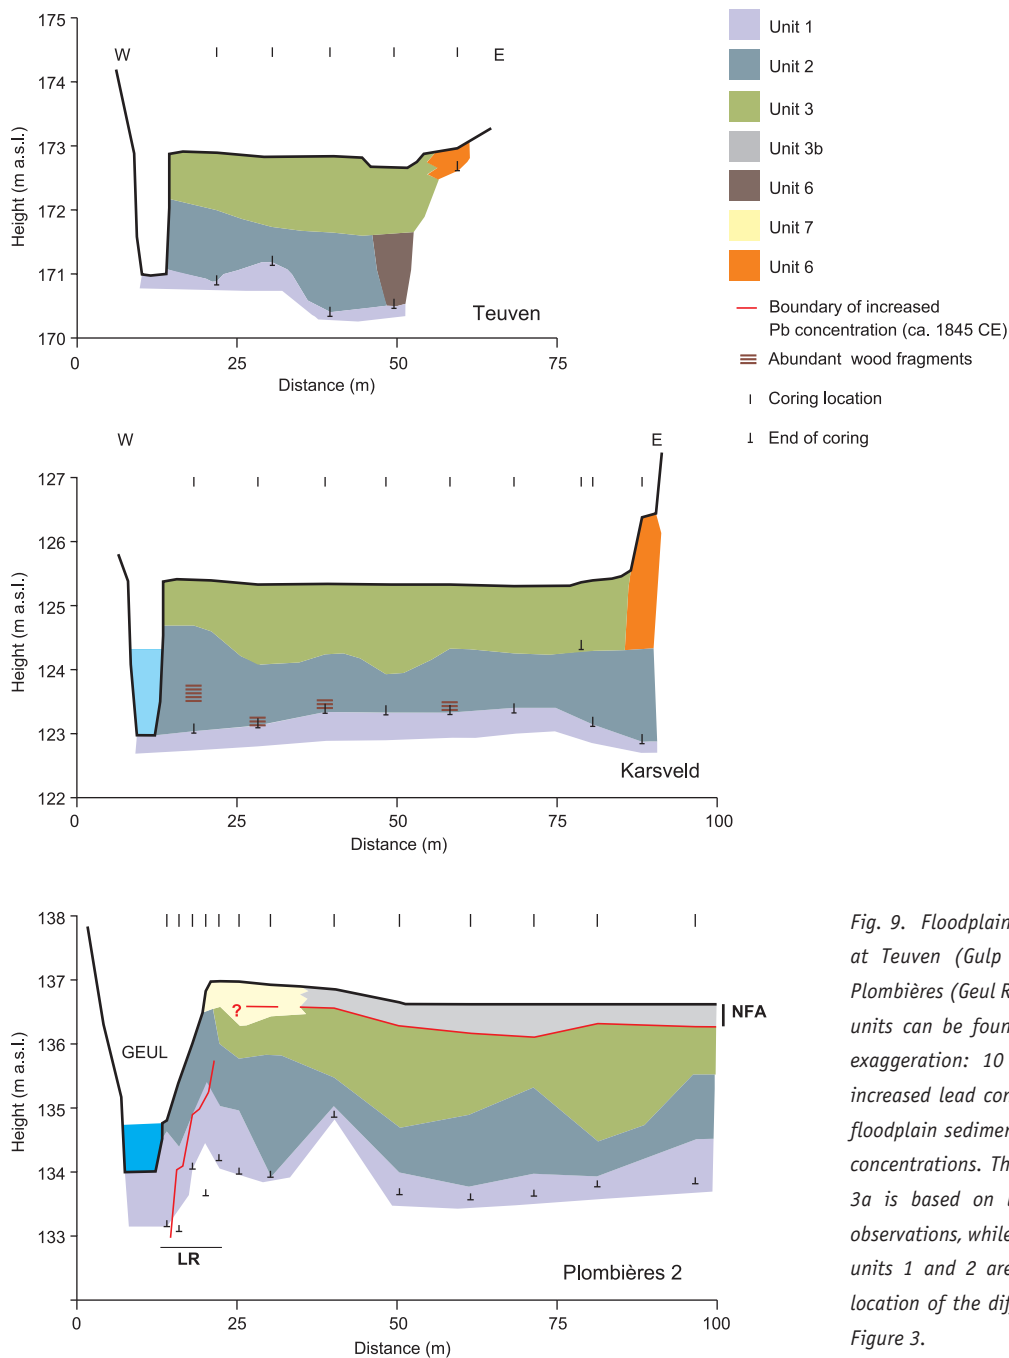 175
174
173
172
171
170
Height (m a.s.l.)
W
E
Teuven
0
25
50
75
Distance (m)
Unit 1
Unit 2
Unit 3
Unit 3b
Unit 6
Unit 7
Unit 6
Boundary of increased
Pb concentration (ca. 1845 CE)
Abundant wood fragments
Coring location
End of coring
W
E
127
126
125
124
123
122
Height (m a.s.l.)
Karsveld
0
25
50
75
100
Distance (m)
138
137
136
135
134
133
Height (m a.s.l.)
GEUL
?
NFA
LR
Plombières 2
0
25
50
75
100
Distance (m)
Fig. 9. Floodplain
at Teuven (Gulp
Plombières (Geul R
units can be foun
exaggeration: 10
increased lead con
floodplain sedimer
concentrations. Th
3a is based on l
observations, while
units 1 and 2 are
location of the dif
Figure 3.